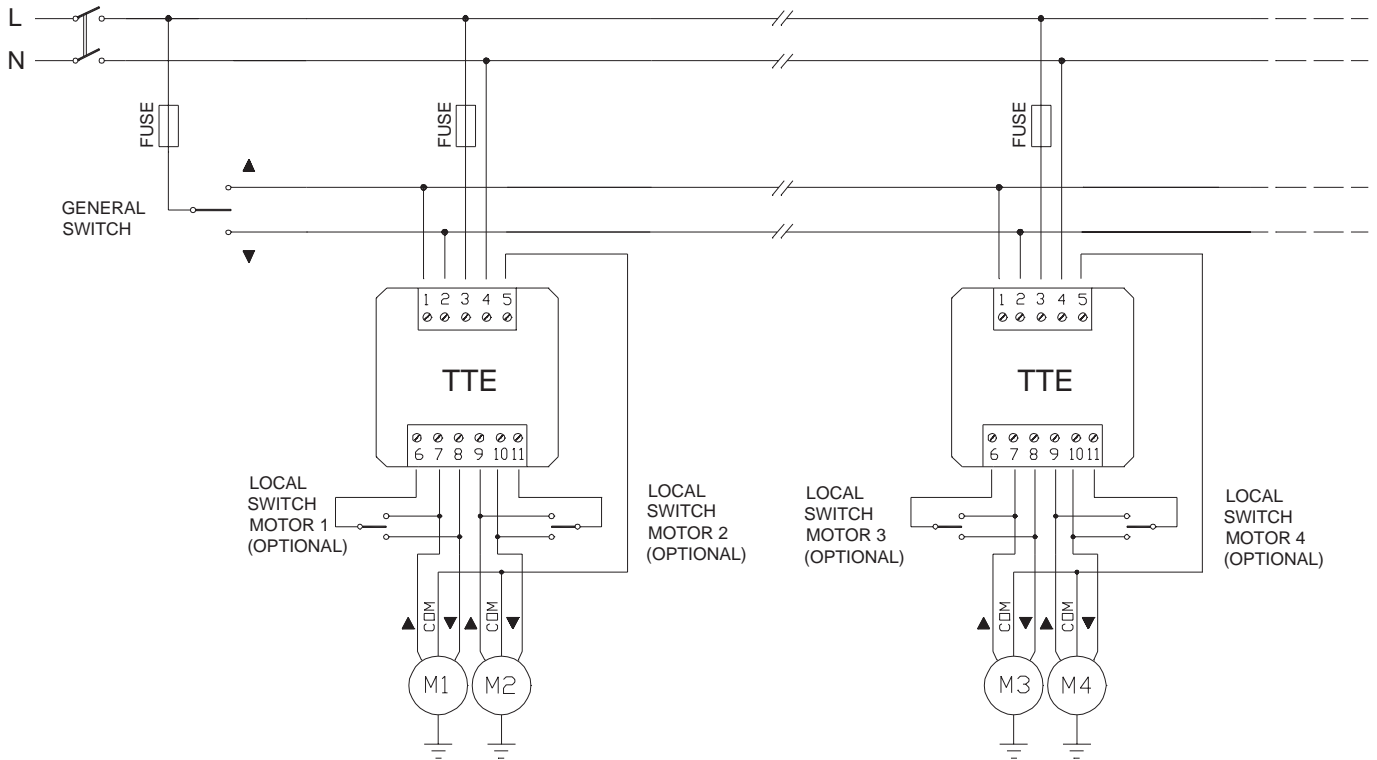 L
N
FUSE
FUSE
FUSE
GENERAL
SWITCH
1 2 3 4 5
1 2 3 4 5
TTE
TTE
6 7 8 9 10 11
6 7 8 9 10 11
LOCAL
SWITCH
MOTOR 1
(OPTIONAL)
LOCAL
SWITCH
MOTOR 2
(OPTIONAL)
LOCAL
SWITCH
MOTOR 3
(OPTIONAL)
LOCAL
SWITCH
MOTOR 4
(OPTIONAL)
COM
COM
COM
COM
M1
M2
M3
M4